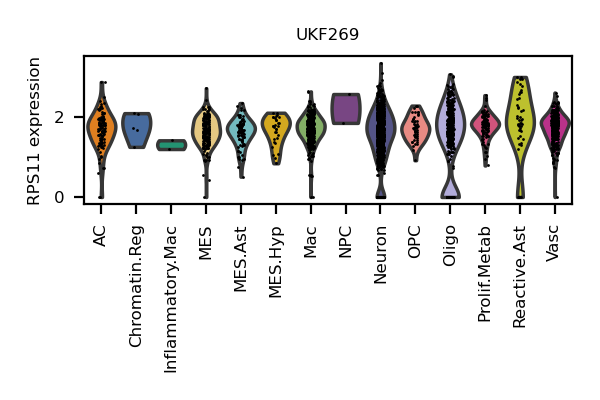 UKF269
RPS11 expression
2
0
AC
Chromatin.Reg
Inflammatory.Mac
MES
MES.Ast
MES.Hyp
Mac
NPC
Neuron
OPC
Oligo
Prolif.Metab
Reactive.Ast
Vasc